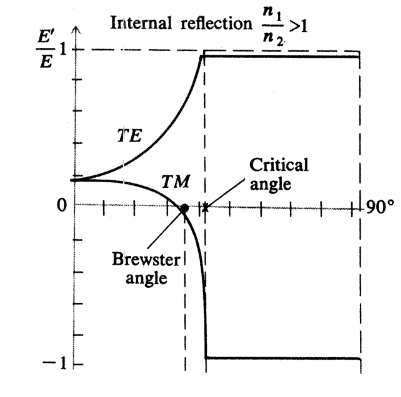 Internal reflection n₁/n₂ >1
E'/E
1
TE
TM
Critical
angle
0
90°
Brewster
angle
−1